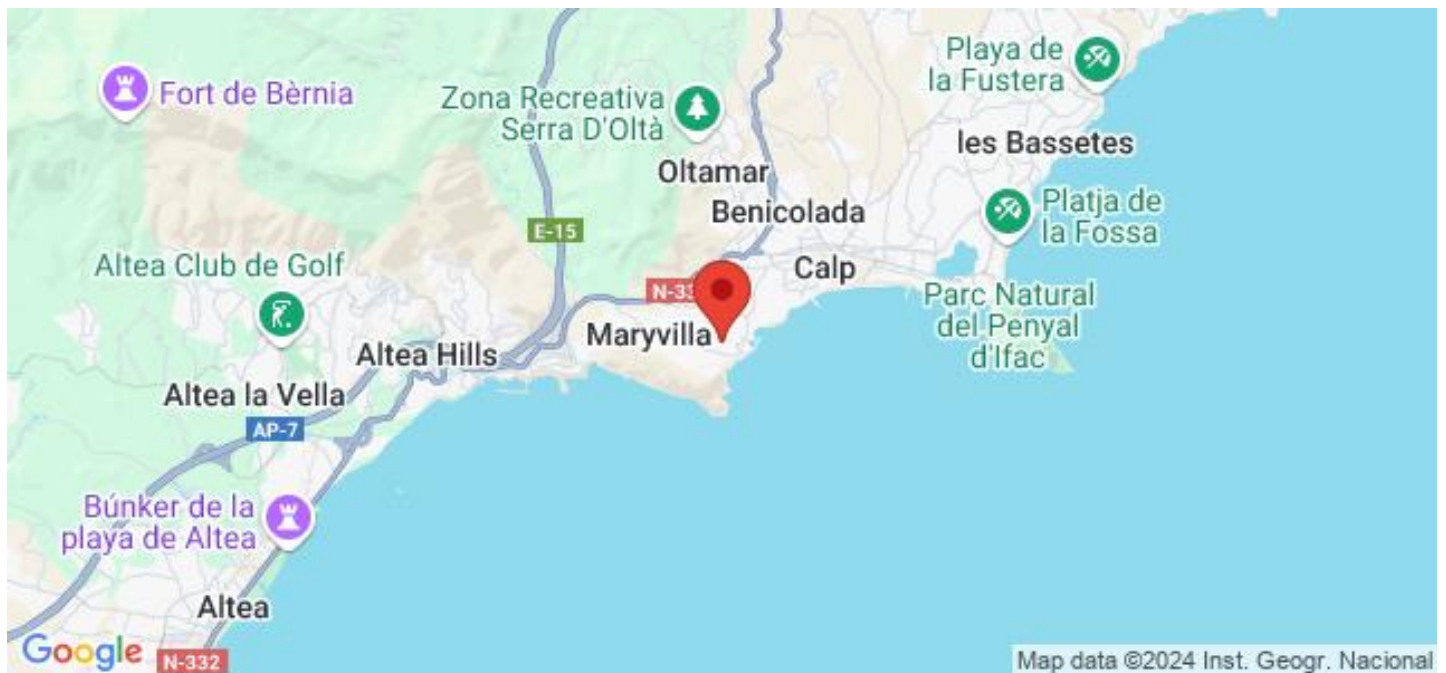 Playa de
la Fustera
Fort de Bèrnia
Zona Recreativa
Serra D'Oltà
les Bassetes
Oltamar
Benicolada
Platja de
la Fossa
E-15
Altea Club de Golf
Calp
N-33
Parc Natural
del Penyal
d'Ifac
Maryvilla
Altea Hills
Altea la Vella
AP-7
Búnker de la
playa de Altea
Altea
Google
N-332
Map data ©2024 Inst. Geogr. Nacional